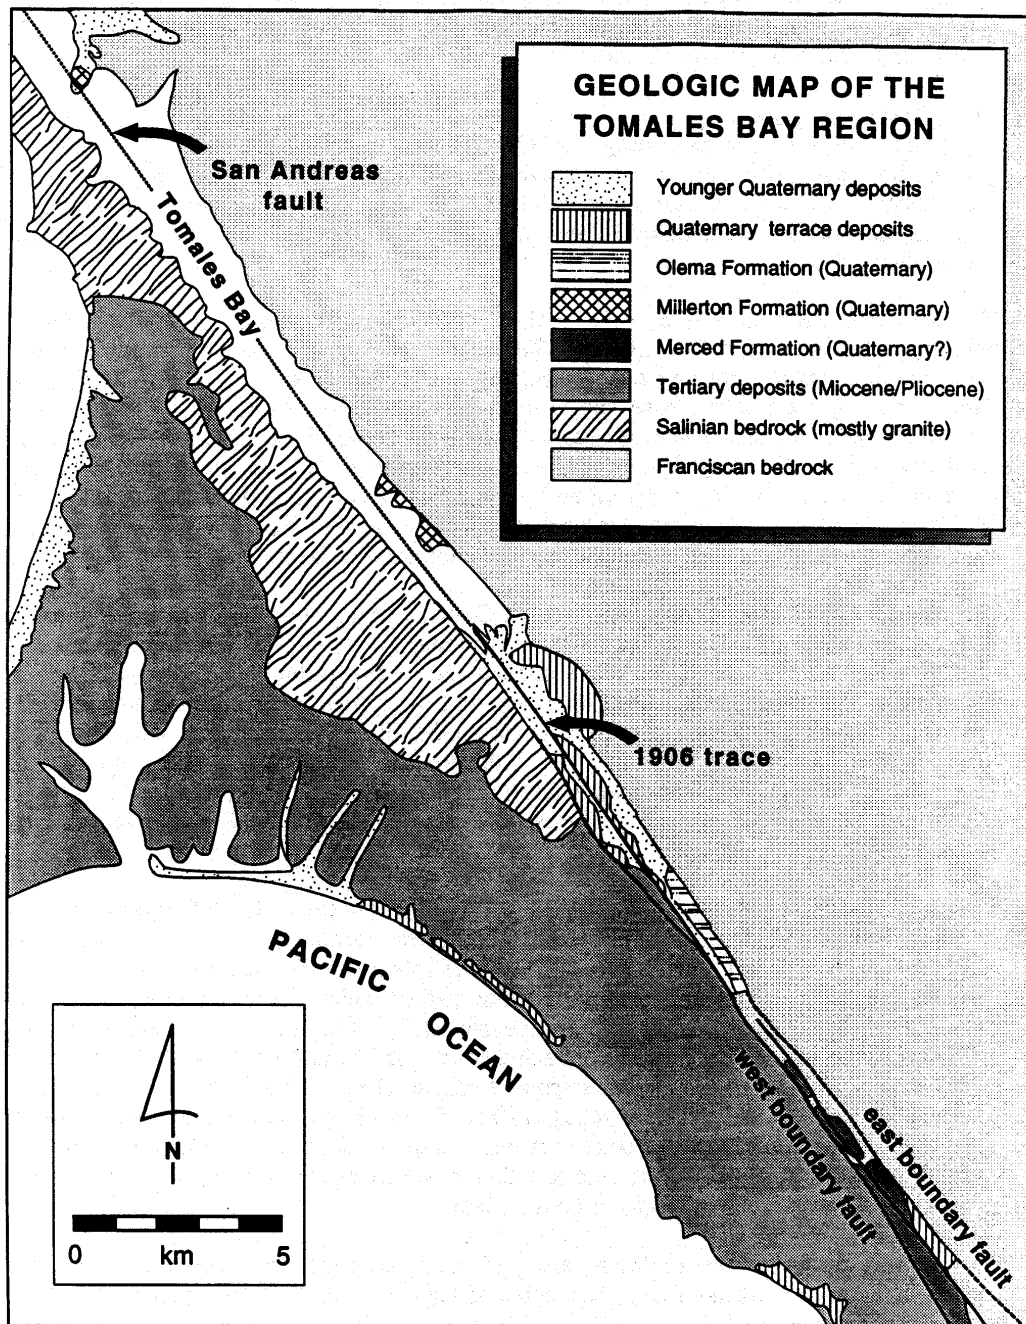 GEOLOGIC MAP OF THE
TOMALES BAY REGION
Younger Quaternary deposits
Quaternary terrace deposits
Olema Formation (Quaternary)
Millerton Formation (Quaternary)
Merced Formation (Quaternary?)
Tertiary deposits (Miocene/Pliocene)
Salinian bedrock (mostly granite)
Franciscan bedrock
San Andreas
fault
Tomales Bay
1906 trace
PACIFIC
OCEAN
west boundary fault
east boundary fault
N
0 km 5